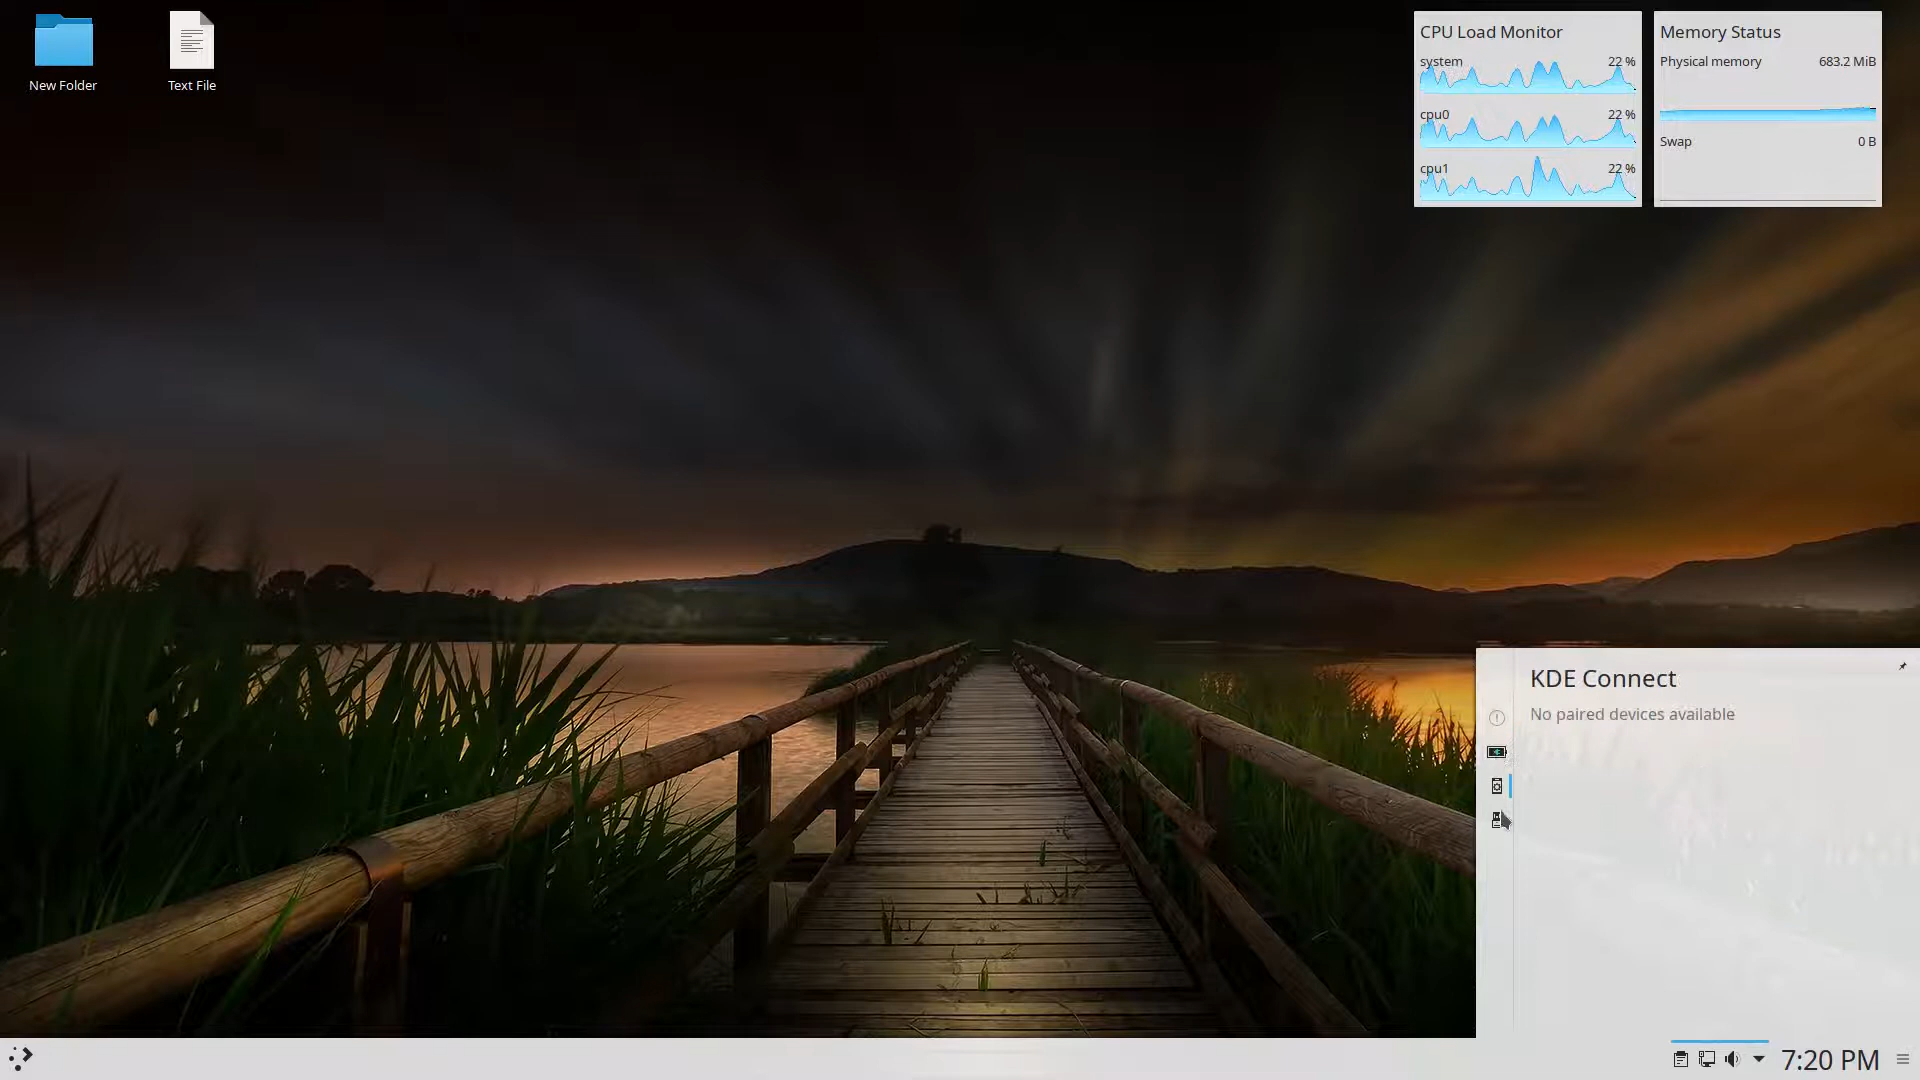 New Folder
Text File
CPU Load Monitor
system 22 %
cpu0 22 %
cpu1 22 %
Memory Status
Physical memory 683.2 MiB
Swap 0 B
KDE Connect
No paired devices available
7:20 PM